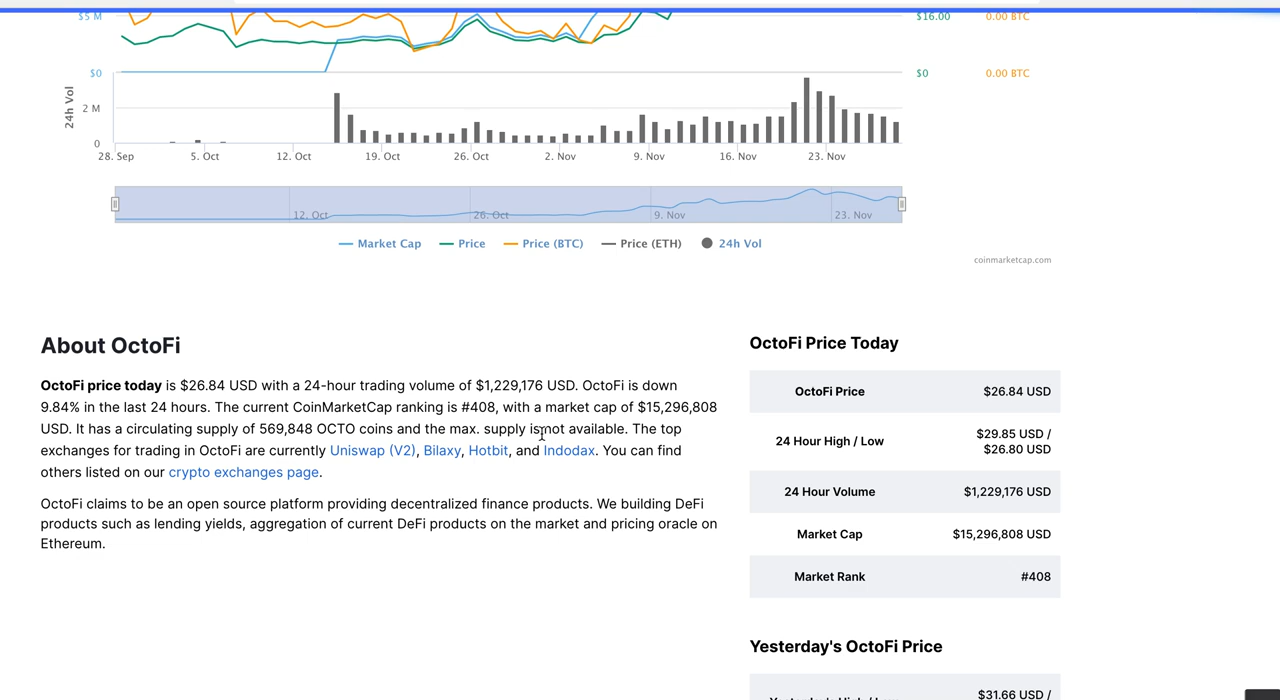 $5 M
$16.00
0.00 BTC
$0
$0
0.00 BTC
24h Vol
2 M
0
28. Sep
5. Oct
12. Oct
19. Oct
26. Oct
2. Nov
9. Nov
16. Nov
23. Nov
12. Oct
26. Oct
9. Nov
23. Nov
Market Cap
Price
Price (BTC)
Price (ETH)
24h Vol
coinmarketcap.com
About OctoFi
OctoFi price today is $26.84 USD with a 24-hour trading volume of $1,229,176 USD. OctoFi is down
9.84% in the last 24 hours. The current CoinMarketCap ranking is #408, with a market cap of $15,296,808
USD. It has a circulating supply of 569,848 OCTO coins and the max. supply is not available. The top
exchanges for trading in OctoFi are currently Uniswap (V2), Bilaxy, Hotbit, and Indodax. You can find
others listed on our crypto exchanges page.
OctoFi claims to be an open source platform providing decentralized finance products. We building DeFi
products such as lending yields, aggregation of current DeFi products on the market and pricing oracle on
Ethereum.
OctoFi Price Today
OctoFi Price
$26.84 USD
24 Hour High / Low
$29.85 USD /
$26.80 USD
24 Hour Volume
$1,229,176 USD
Market Cap
$15,296,808 USD
Market Rank
#408
Yesterday's OctoFi Price
$31.66 USD /